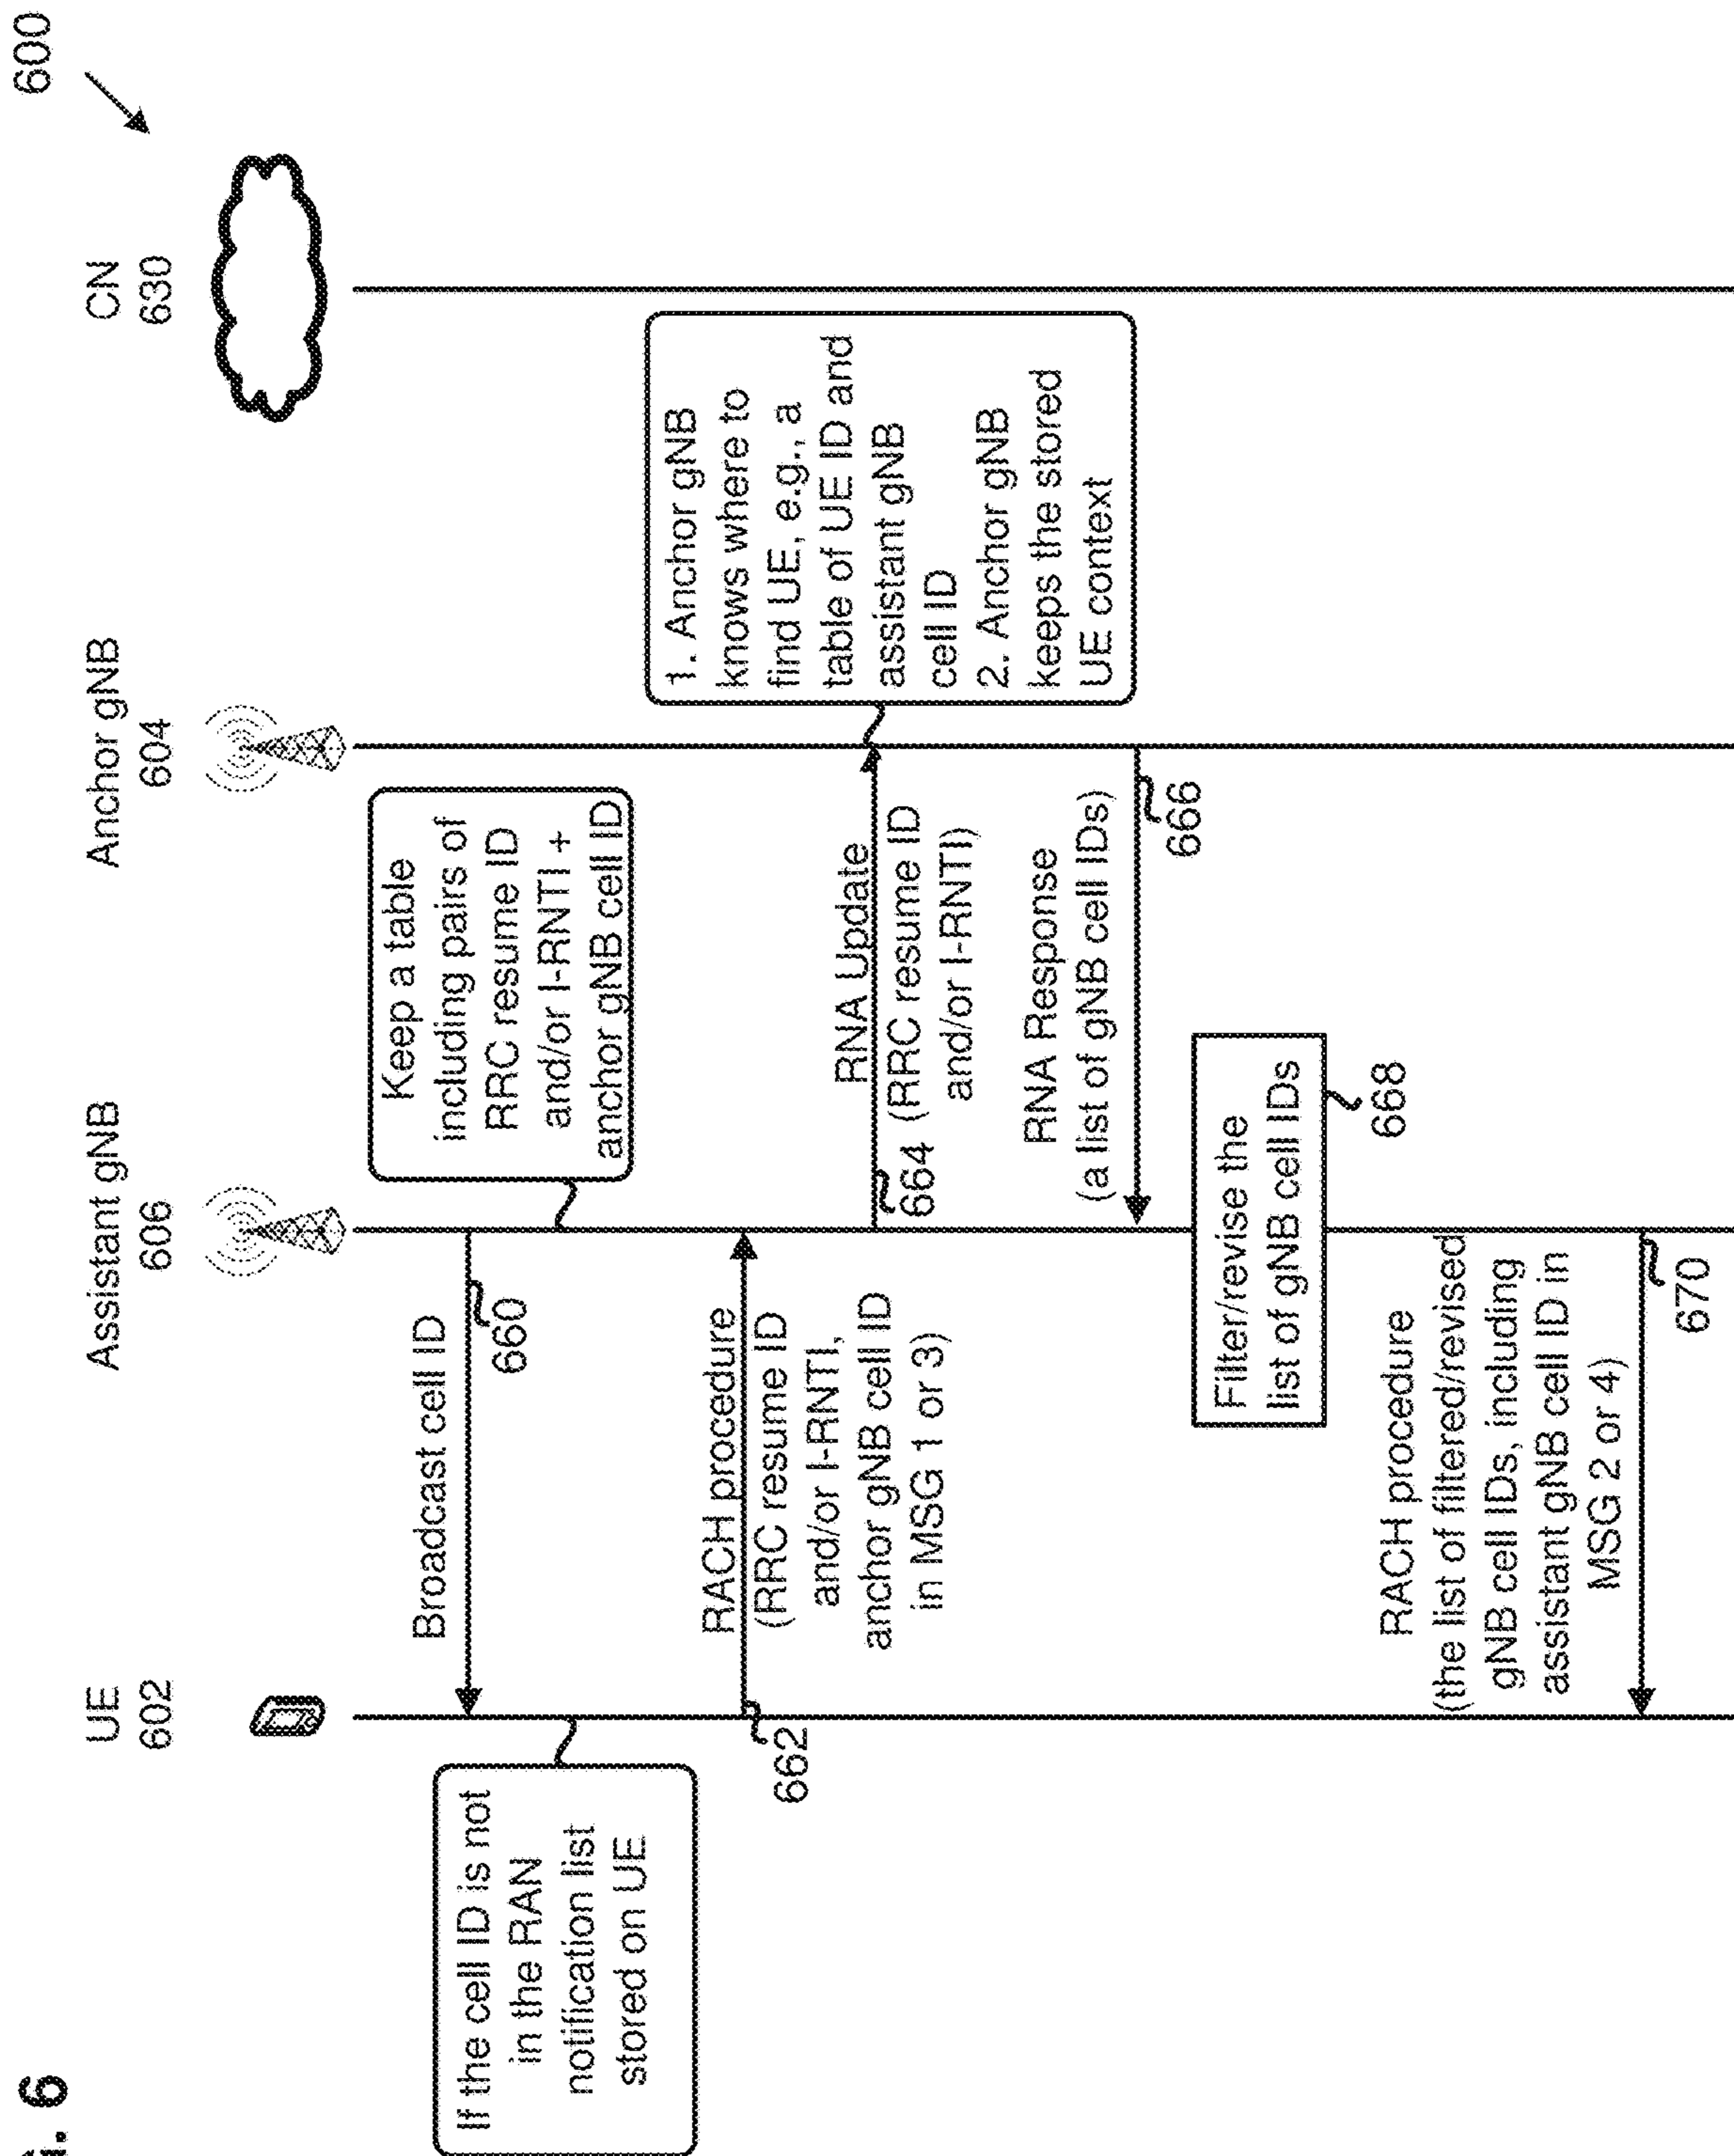 600
UE
602
Assistant gNB
606
Anchor gNB
604
CN
630
Broadcast cell ID
660
If the cell ID is not
in the RAN
notification list
stored on UE
Keep a table
including pairs of
RRC resume ID
and/or I-RNTI +
anchor gNB cell ID
RACH procedure
(RRC resume ID
and/or I-RNTI,
anchor gNB cell ID
in MSG 1 or 3)
662
RNA Update
664 (RRC resume ID
and/or I-RNTI)
1. Anchor gNB
knows where to
find UE, e.g., a
table of UE ID and
assistant gNB
cell ID
2. Anchor gNB
keeps the stored
UE context
RNA Response
(a list of gNB cell IDs)
666
Filter/revise the
list of gNB cell IDs
668
RACH procedure
(the list of filtered/revised
gNB cell IDs, including
assistant gNB cell ID in
MSG 2 or 4)
670
6